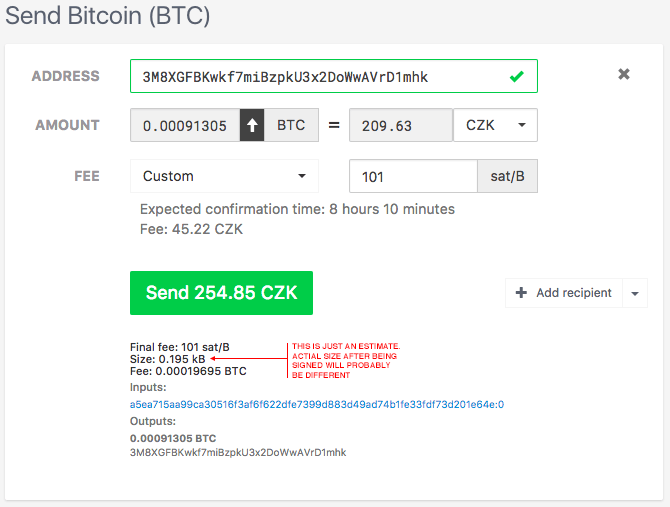 Send Bitcoin (BTC)
ADDRESS 3M8XGFBKwkf7miBzpkU3x2DoWwAVrD1mhk
AMOUNT 0.00091305 BTC = 209.63 CZK
FEE Custom 101 sat/B
Expected confirmation time: 8 hours 10 minutes
Fee: 45.22 CZK
Send 254.85 CZK
Add recipient
Final fee: 101 sat/B
Size: 0.195 kB
Fee: 0.00019695 BTC
THIS IS JUST AN ESTIMATE.
ACTIAL SIZE AFTER BEING
SIGNED WILL PROBABLY
BE DIFFERENT
Inputs:
a5ea715aa99ca30516f3af6f622dfe7399d883d49ad74b1fe33fdf73d201e64e:0
Outputs:
0.00091305 BTC
3M8XGFBKwkf7miBzpkU3x2DoWwAVrD1mhk